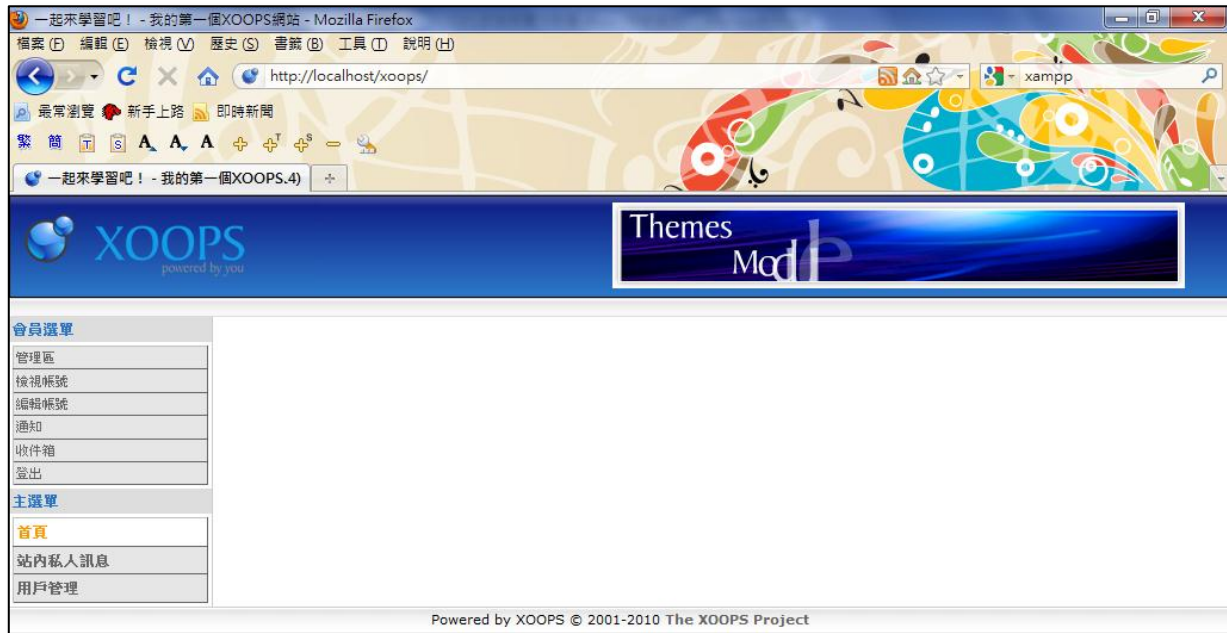 一起來學習吧！ - 我的第一個XOOPS網站 - Mozilla Firefox
檔案(F) 編輯(E) 檢視(V) 歷史(S) 書籤(B) 工具(T) 說明(H)
http://localhost/xoops/ xampp
最常瀏覽 新手上路 即時新聞
繁 簡 T S A A A T S
一起來學習吧！ - 我的第一個XOOPS.4)
XOOPS
powered by you
Themes
Module
會員選單
管理區
檢視帳號
編輯帳號
通知
收件箱
登出
主選單
首頁
站內私人訊息
用戶管理
Powered by XOOPS © 2001-2010 The XOOPS Project